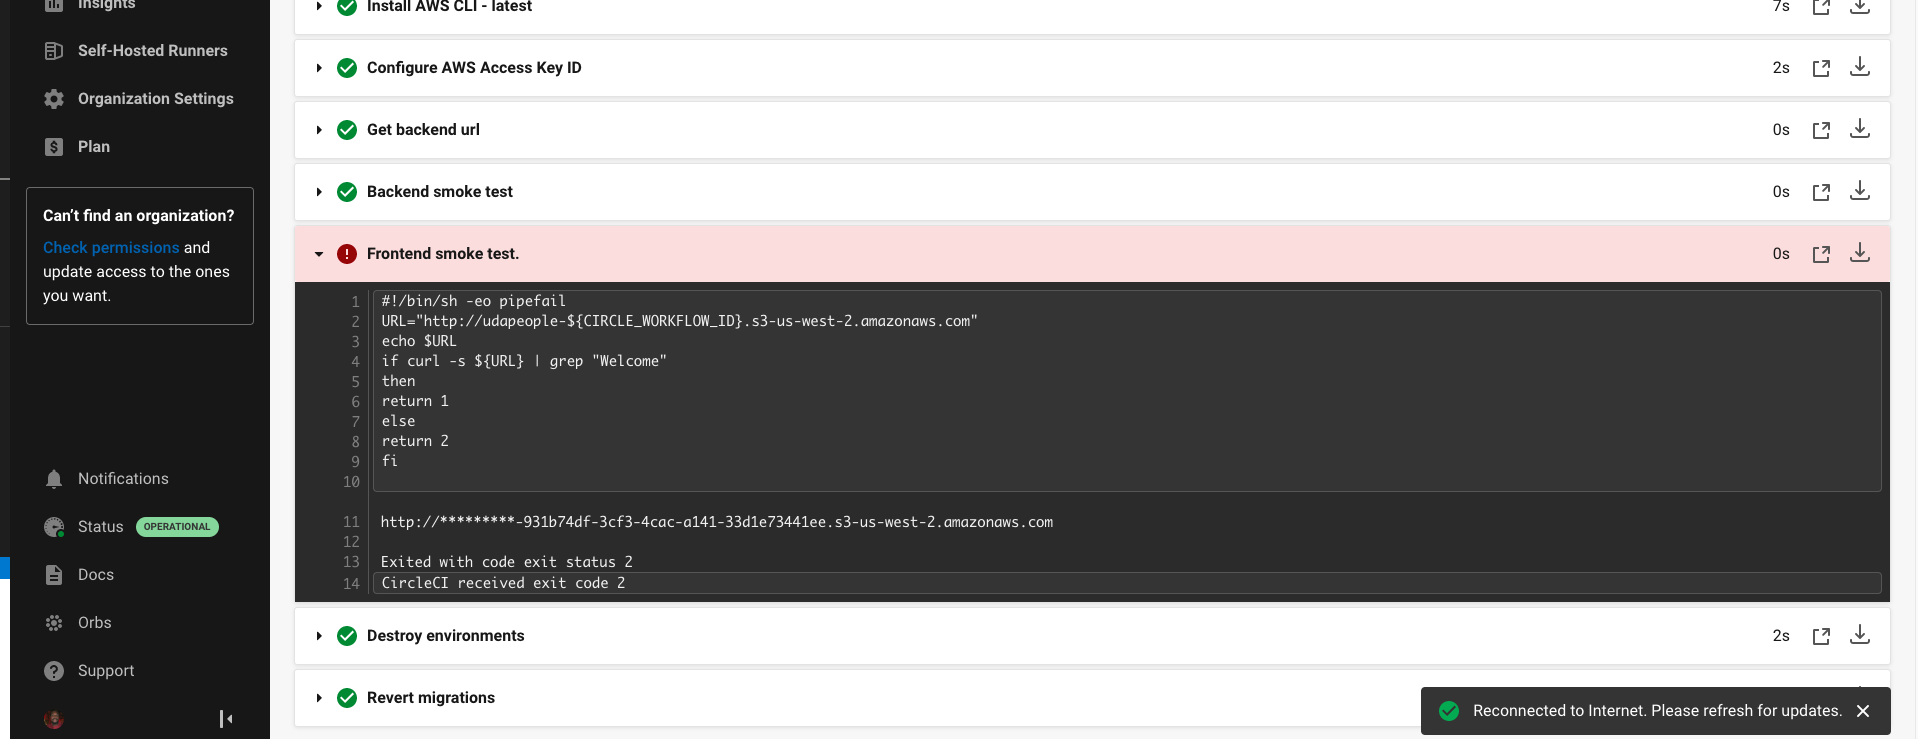 Insights
Self-Hosted Runners
Organization Settings
Plan
Can't find an organization?
Check permissions and
update access to the ones
you want.
Notifications
Status OPERATIONAL
Docs
Orbs
Support
Install AWS CLI - latest 7s
Configure AWS Access Key ID 2s
Get backend url 0s
Backend smoke test 0s
Frontend smoke test. 0s
1 #!/bin/sh -eo pipefail
2 URL="http://udapeople-${CIRCLE_WORKFLOW_ID}.s3-us-west-2.amazonaws.com"
3 echo $URL
4 if curl -s ${URL} | grep "Welcome"
5 then
6 return 1
7 else
8 return 2
9 fi
10
11 http://*********-931b74df-3cf3-4cac-a141-33d1e73441ee.s3-us-west-2.amazonaws.com
12
13 Exited with code exit status 2
14 CircleCI received exit code 2
Destroy environments 2s
Revert migrations
Reconnected to Internet. Please refresh for updates.